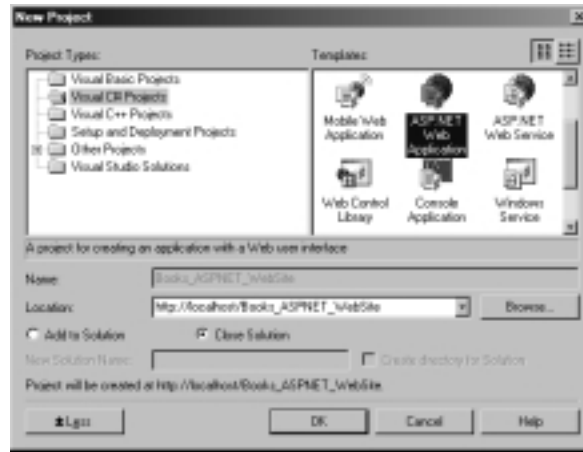 New Project
Project Types:
Templates:
Visual Basic Projects
Visual C# Projects
Visual C++ Projects
Setup and Deployment Projects
Other Projects
Visual Studio Solutions
Mobile Web Application
ASP.NET Web Application
ASP.NET Web Service
Web Control Library
Console Application
Windows Service
A project for creating an application with a Web user interface
Name:
Books_ASPNET_WebSite
Location:
http://localhost/Books_ASPNET_WebSite
Browse...
Add to Solution
Close Solution
New Solution Name:
Create directory for Solution
Project will be created at http://localhost/Books_ASPNET_WebSite.
Less
OK
Cancel
Help